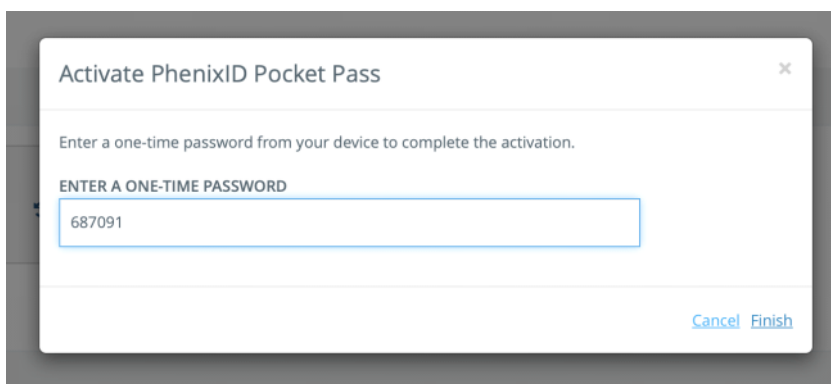 Activate PhenixID Pocket Pass
×
Enter a one-time password from your device to complete the activation.
ENTER A ONE-TIME PASSWORD
687091
Cancel Finish